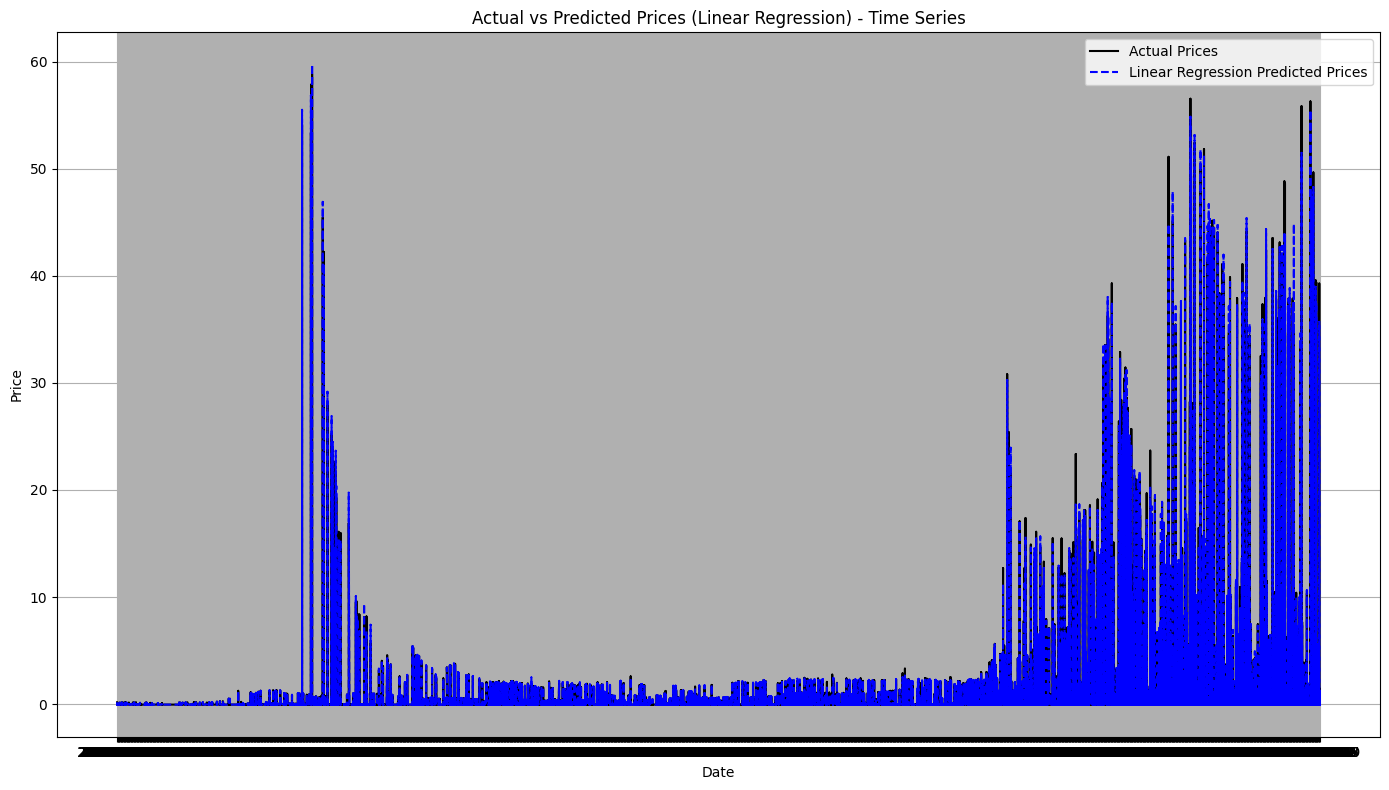 Actual vs Predicted Prices (Linear Regression) - Time Series
Actual Prices
Linear Regression Predicted Prices
60
50
40
30
20
10
0
Price
Date